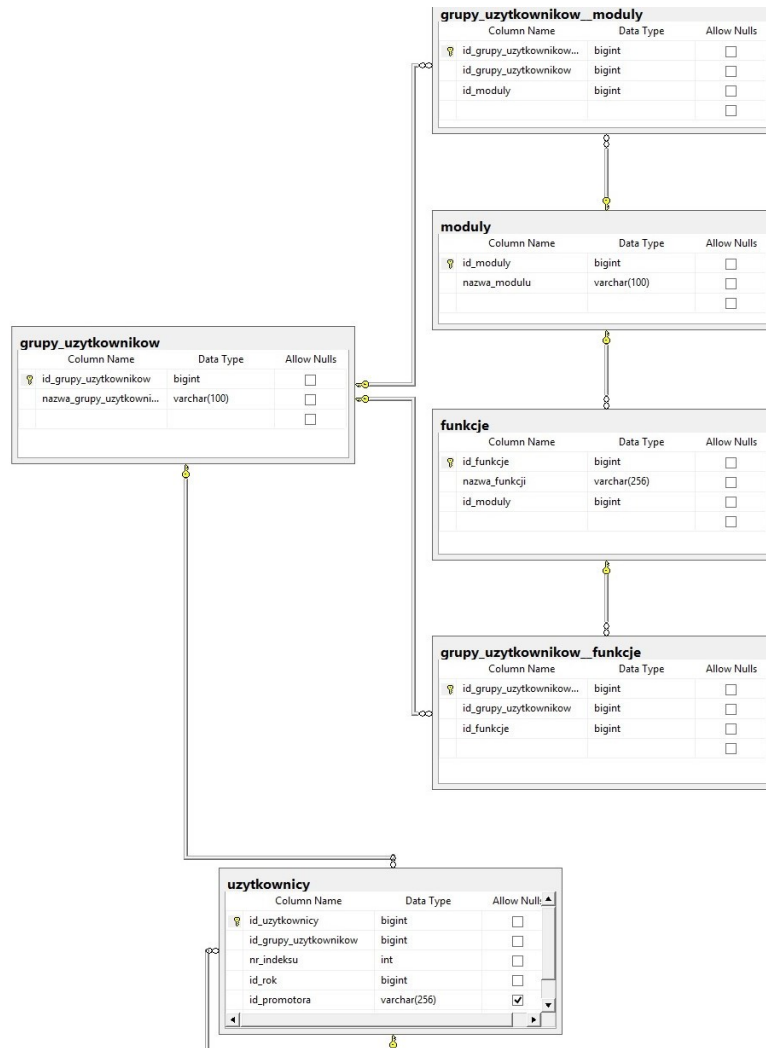 grupy_uzytkownikow__moduly
Column Name Data Type Allow Nulls
id_grupy_uzytkownikow... bigint
id_grupy_uzytkownikow bigint
id_moduly bigint
moduly
Column Name Data Type Allow Nulls
id_moduly bigint
nazwa_modulu varchar(100)
grupy_uzytkownikow
Column Name Data Type Allow Nulls
id_grupy_uzytkownikow bigint
nazwa_grupy_uzytkowni... varchar(100)
funkcje
Column Name Data Type Allow Nulls
id_funkcje bigint
nazwa_funkcji varchar(256)
id_moduly bigint
grupy_uzytkownikow__funkcje
Column Name Data Type Allow Nulls
id_grupy_uzytkownikow... bigint
id_grupy_uzytkownikow bigint
id_funkcje bigint
uzytkownicy
Column Name Data Type Allow Null
id_uzytkownicy bigint
id_grupy_uzytkownikow bigint
nr_indeksu int
id_rok bigint
id_promotora varchar(256)